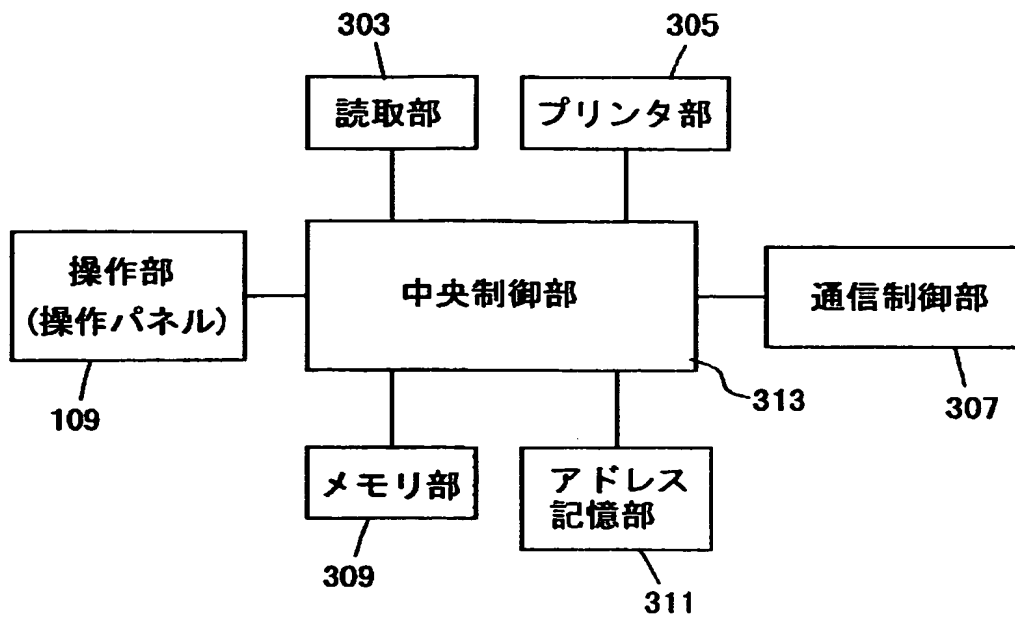 303
305
読取部
プリンタ部
操作部
(操作パネル)
中央制御部
通信制御部
109
313
307
メモリ部
アドレス
記憶部
309
311